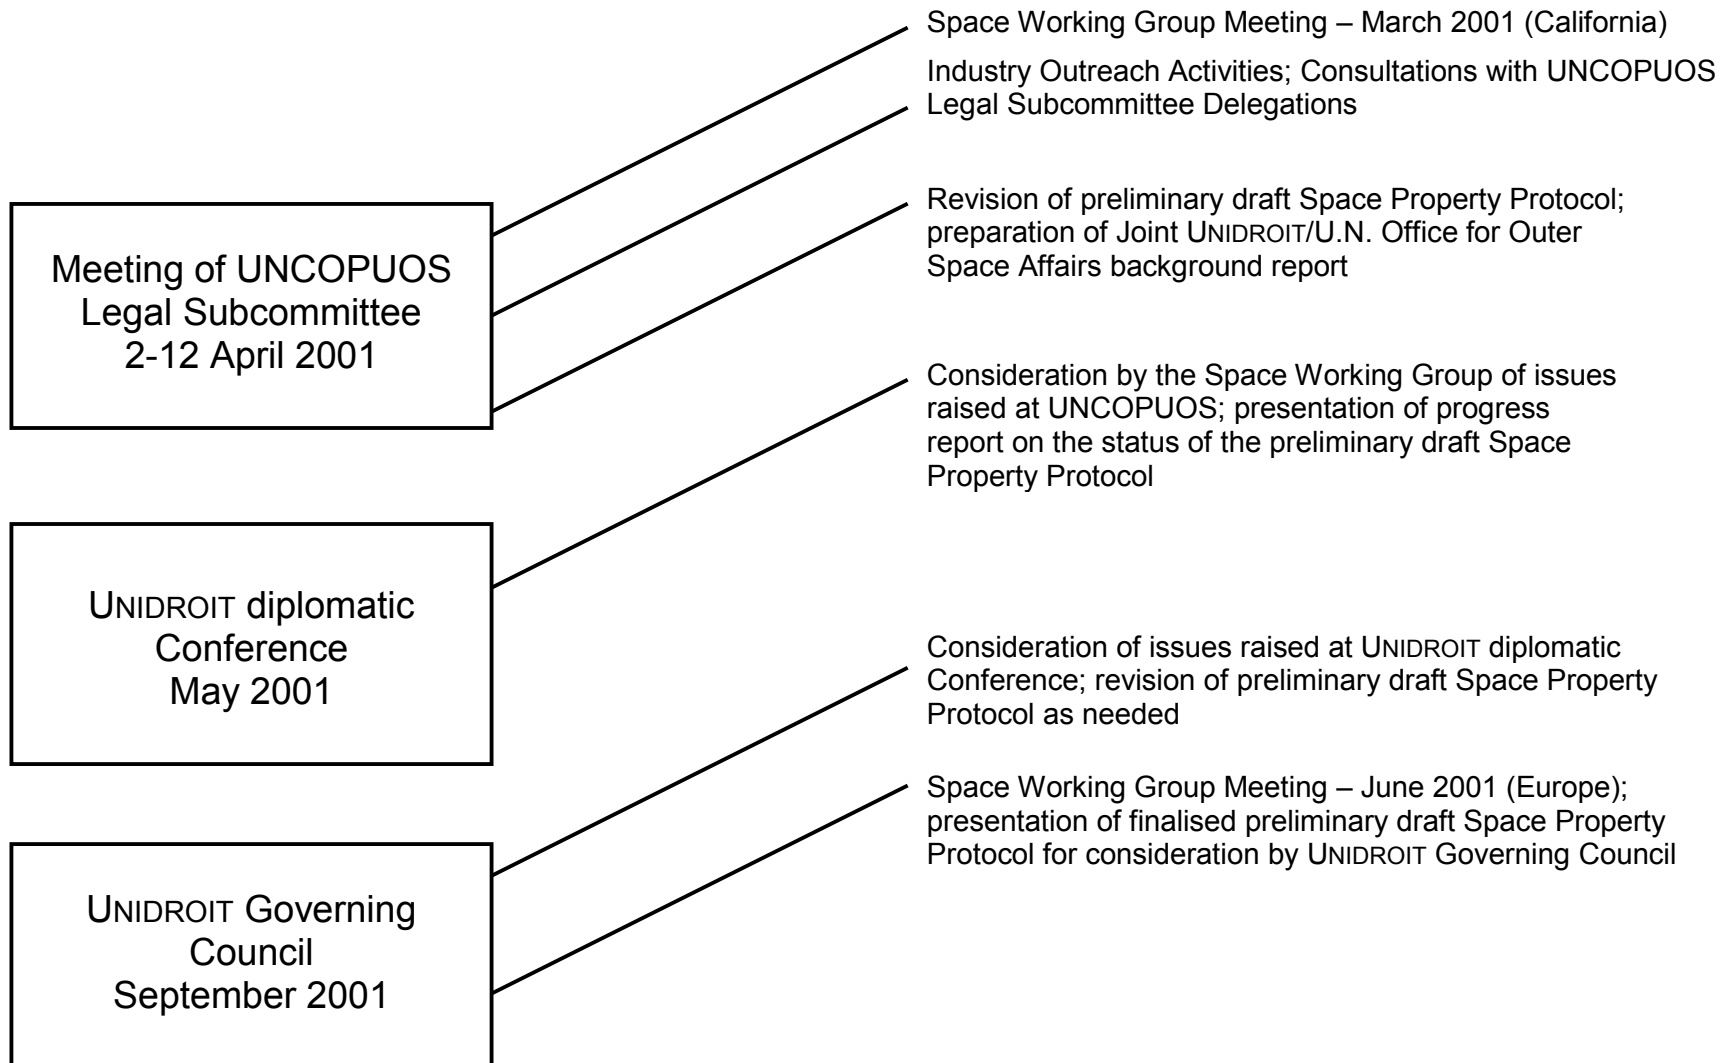 Space Working Group Meeting – March 2001 (California)
Industry Outreach Activities; Consultations with UNCOPUOS
Legal Subcommittee Delegations
Meeting of UNCOPUOS
Legal Subcommittee
2-12 April 2001
Revision of preliminary draft Space Property Protocol;
preparation of Joint UNIDROIT/U.N. Office for Outer
Space Affairs background report
Consideration by the Space Working Group of issues
raised at UNCOPUOS; presentation of progress
report on the status of the preliminary draft Space
Property Protocol
UNIDROIT diplomatic
Conference
May 2001
Consideration of issues raised at UNIDROIT diplomatic
Conference; revision of preliminary draft Space Property
Protocol as needed
Space Working Group Meeting – June 2001 (Europe);
presentation of finalised preliminary draft Space Property
Protocol for consideration by UNIDROIT Governing Council
UNIDROIT Governing
Council
September 2001